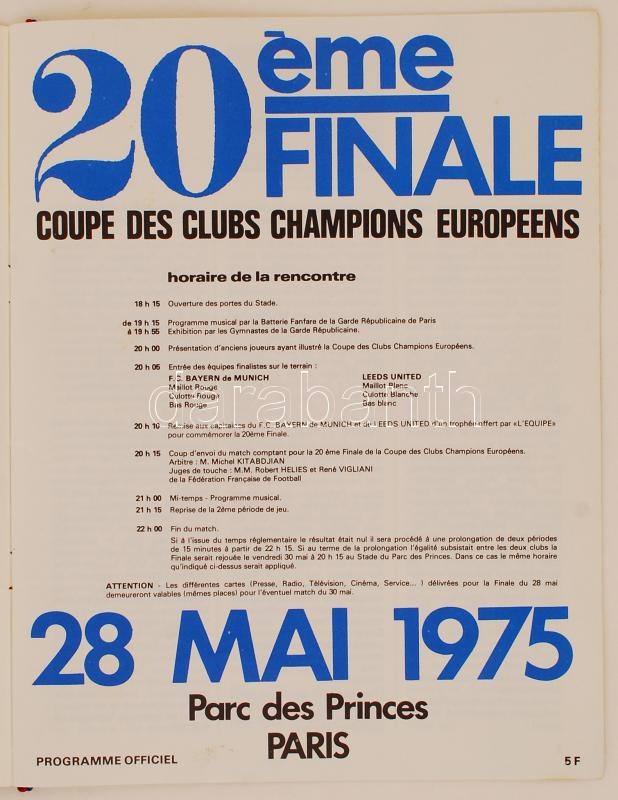 20ème
FINALE
COUPE DES CLUBS CHAMPIONS EUROPEENS
horaire de la rencontre
18 h 15 Ouverture des portes du Stade.
de 19 h 15 Programme musical par la Batterie Fanfare de la Garde Républicaine de Paris
à 19 h 55 Exhibition par les Gymnastes de la Garde Républicaine.
20 h 00 Présentation d'anciens joueurs ayant illustré la Coupe des Clubs Champions Européens.
20 h 05 Entrée des équipes finalistes sur le terrain :
F.C. BAYERN de MUNICH LEEDS UNITED
Maillot Rouge Maillot Blanc
Culotte Rouge Culotte Blanche
Bas Rouge Bas blanc
darabanth
20 h 10 Remise aux capitaines du F.C. BAYERN de MUNICH et de LEEDS UNITED d'un trophée offert par «L'EQUIPE»
pour commémorer la 20ème Finale.
20 h 15 Coup d'envoi du match comptant pour la 20 ème Finale de la Coupe des Clubs Champions Européens.
Arbitre : M. Michel KITABDJIAN
Juges de touche : M.M. Robert HELIES et René VIGLIANI
de la Fédération Française de Football
21 h 00 Mi-temps - Programme musical.
21 h 15 Reprise de la 2ème période de jeu.
22 h 00 Fin du match.
Si à l'issue du temps réglementaire le résultat était nul il sera procédé à une prolongation de deux périodes
de 15 minutes à partir de 22 h 15. Si au terme de la prolongation l'égalité subsistait entre les deux clubs la
Finale serait rejouée le vendredi 30 mai à 20 h 15 au Stade du Parc des Princes. Dans ce cas le même horaire
qu'indiqué ci-dessus serait appliqué.
ATTENTION - Les différentes cartes (Presse, Radio, Télévision, Cinéma, Service... ) délivrées pour la Finale du 28 mai
demeureront valables (mêmes places) pour l'éventuel match du 30 mai.
28 MAI 1975
Parc des Princes
PARIS
PROGRAMME OFFICIEL 5 F